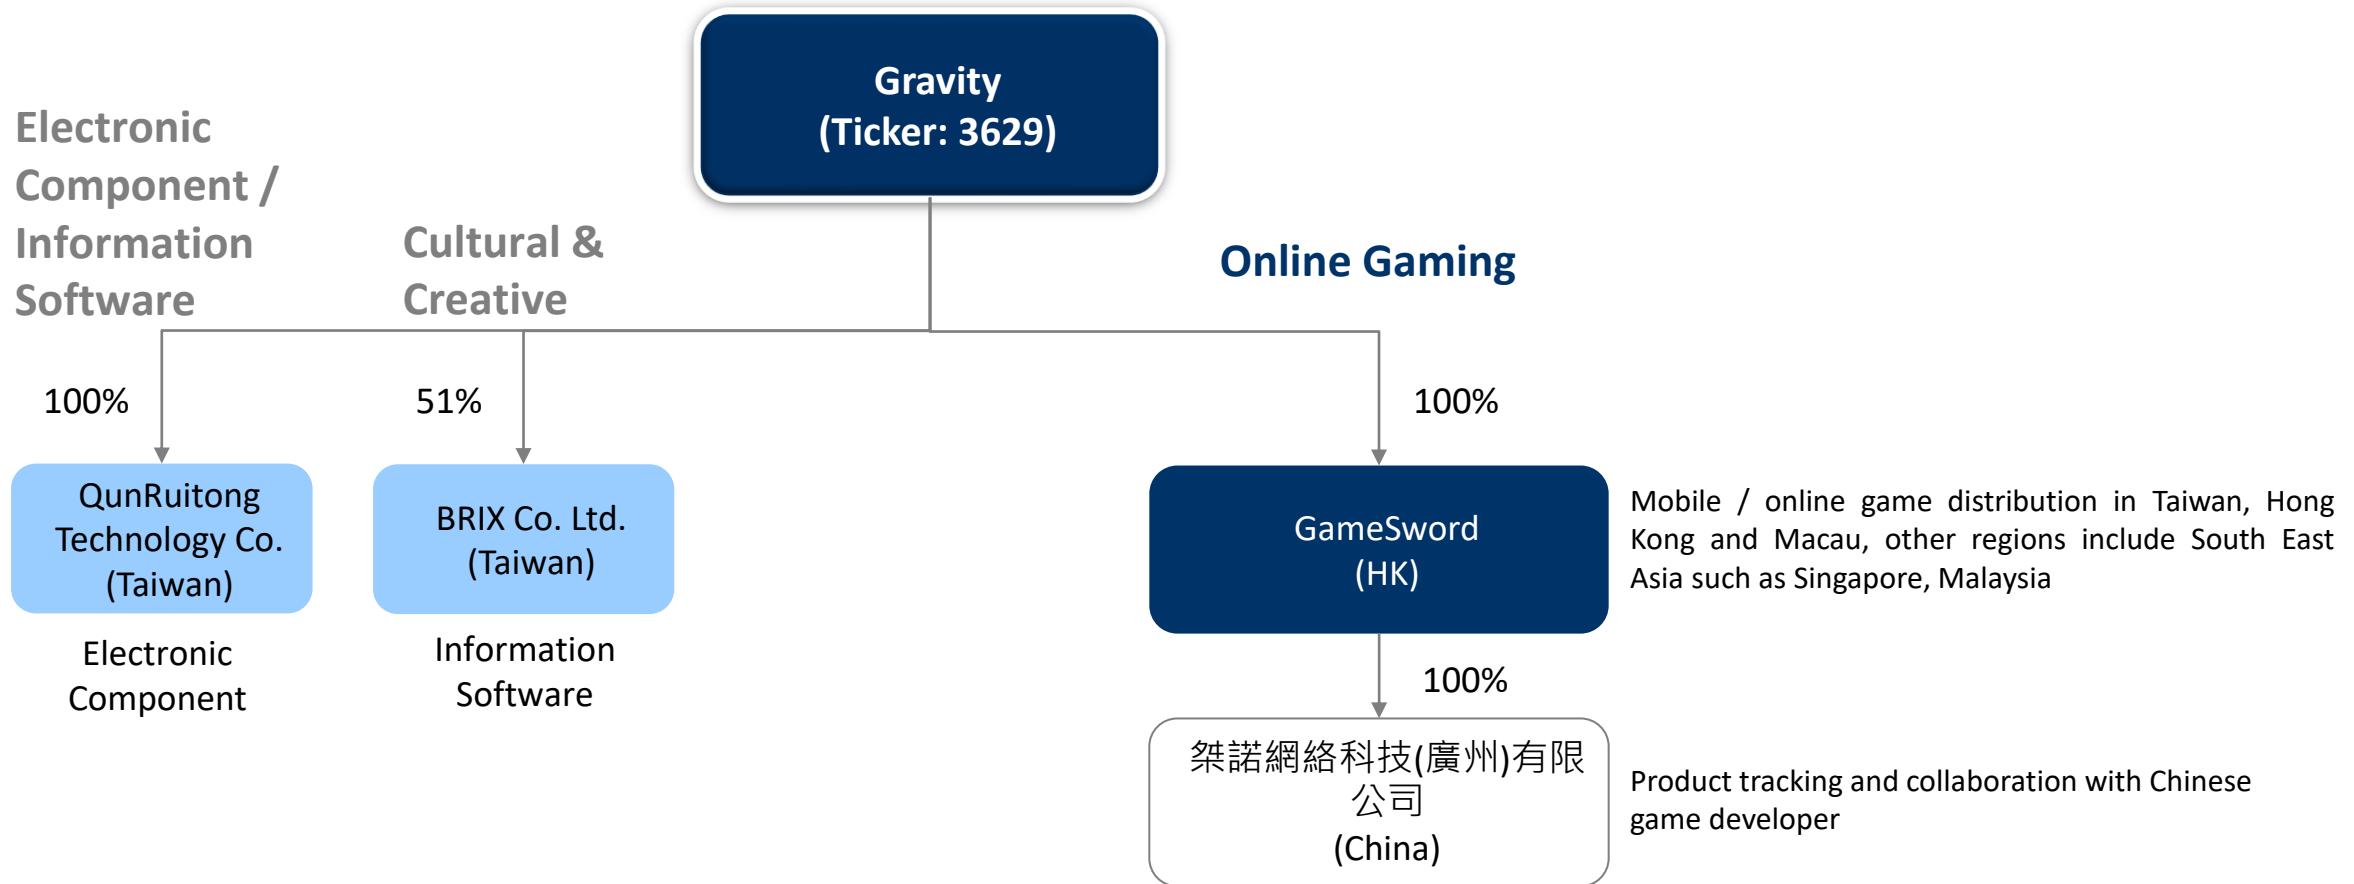 Gravity
(Ticker: 3629)
Electronic
Component /
Information
Software
Cultural &
Creative
Online Gaming
100%
51%
100%
QunRuitong
Technology Co.
(Taiwan)
BRIX Co. Ltd.
(Taiwan)
GameSword
(HK)
Mobile / online game distribution in Taiwan, Hong
Kong and Macau, other regions include South East
Asia such as Singapore, Malaysia
Electronic
Component
Information
Software
100%
桀諾網絡科技(廣州)有限
公司
(China)
Product tracking and collaboration with Chinese
game developer